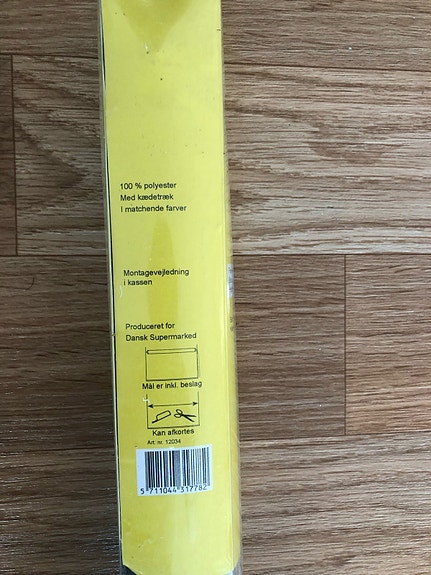 100 % polyester
Med kædetræk
I matchende farver
Montagevejledning
i kassen
Produceret for
Dansk Supermarked
Mål er inkl. beslag
Kan afkortes
Art. nr. 12034
5 711044 317782